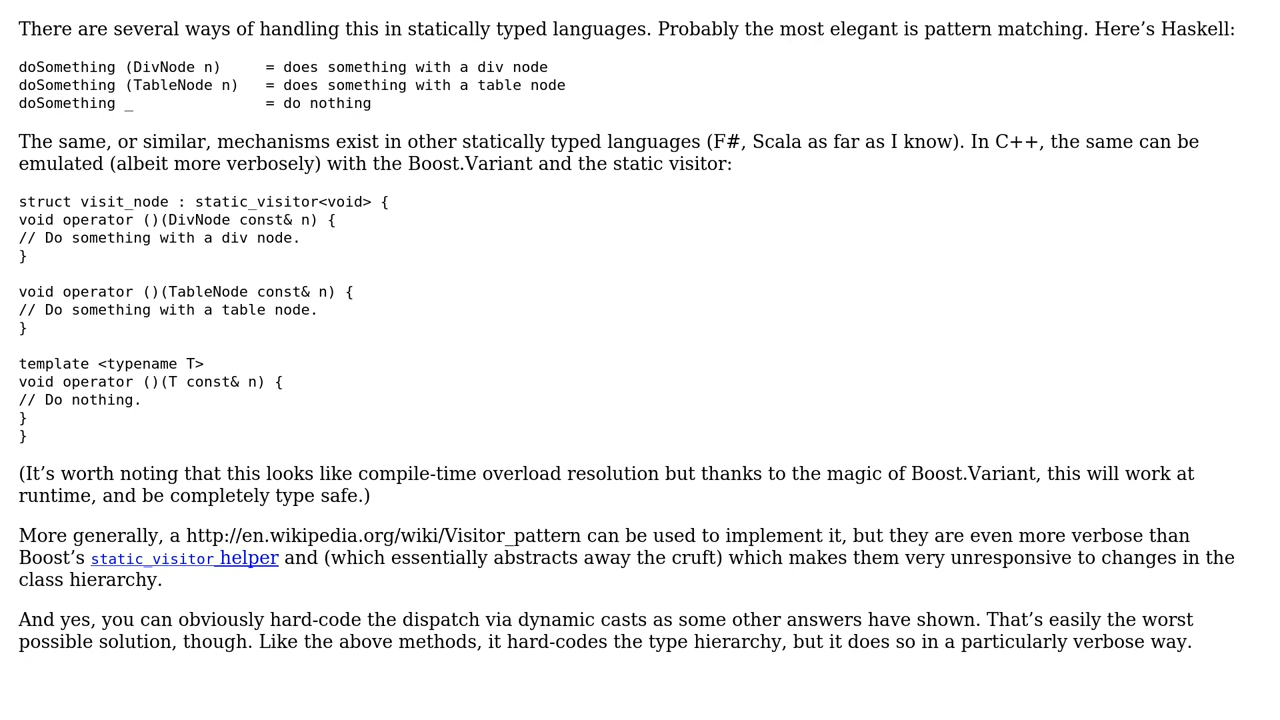 There are several ways of handling this in statically typed languages. Probably the most elegant is pattern matching. Here’s Haskell:
doSomething (DivNode n)     = does something with a div node
doSomething (TableNode n)   = does something with a table node
doSomething _               = do nothing
The same, or similar, mechanisms exist in other statically typed languages (F#, Scala as far as I know). In C++, the same can be
emulated (albeit more verbosely) with the Boost.Variant and the static visitor:
struct visit_node : static_visitor<void> {
void operator ()(DivNode const& n) {
// Do something with a div node.
}
void operator ()(TableNode const& n) {
// Do something with a table node.
}
template <typename T>
void operator ()(T const& n) {
// Do nothing.
}
}
(It’s worth noting that this looks like compile-time overload resolution but thanks to the magic of Boost.Variant, this will work at
runtime, and be completely type safe.)
More generally, a http://en.wikipedia.org/wiki/Visitor_pattern can be used to implement it, but they are even more verbose than
Boost’s static_visitor helper and (which essentially abstracts away the cruft) which makes them very unresponsive to changes in the
class hierarchy.
And yes, you can obviously hard-code the dispatch via dynamic casts as some other answers have shown. That’s easily the worst
possible solution, though. Like the above methods, it hard-codes the type hierarchy, but it does so in a particularly verbose way.